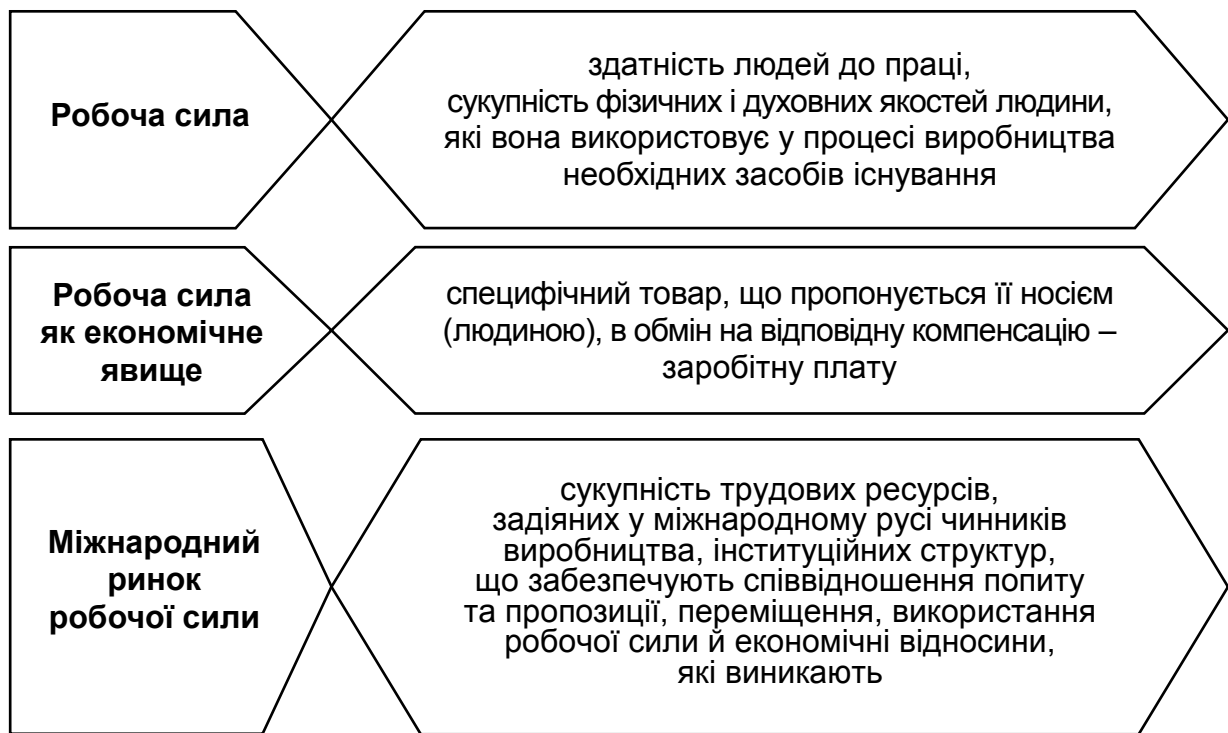 Робоча сила
здатність людей до праці,
сукупність фізичних і духовних якостей людини,
які вона використовує у процесі виробництва
необхідних засобів існування
Робоча сила
як економічне
явище
специфічний товар, що пропонується її носієм
(людиною), в обмін на відповідну компенсацію –
заробітну плату
Міжнародний
ринок
робочої сили
сукупність трудових ресурсів,
задіяних у міжнародному русі чинників
виробництва, інституційних структур,
що забезпечують співвідношення попиту
та пропозиції, переміщення, використання
робочої сили й економічні відносини,
які виникають